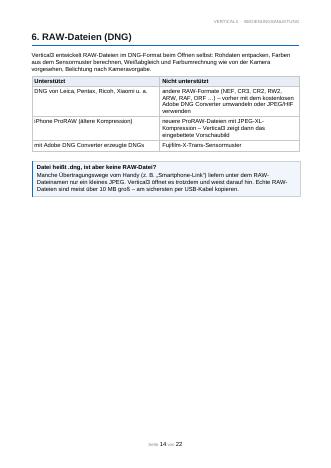 VERTICAL3 · BEDIENUNGSANLEITUNG
6. RAW-Dateien (DNG)
Vertical3 entwickelt RAW-Dateien im DNG-Format beim Öffnen selbst: Rohdaten entpacken, Farben
aus dem Sensormuster berechnen, Weißabgleich und Farbumrechnung wie von der Kamera
vorgesehen, Belichtung nach Kameravorgabe.
Unterstützt
Nicht unterstützt
DNG von Leica, Pentax, Ricoh, Xiaomi u. a.
andere RAW-Formate (NEF, CR3, CR2, RW2,
ARW, RAF, ORF …) – vorher mit dem kostenlosen
Adobe DNG Converter umwandeln oder JPEG/HIF
verwenden
iPhone ProRAW (ältere Kompression)
neuere ProRAW-Dateien mit JPEG-XL-
Kompression – Vertical3 zeigt dann das
eingebettete Vorschaubild
mit Adobe DNG Converter erzeugte DNGs
Fujifilm-X-Trans-Sensormuster
Datei heißt .dng, ist aber keine RAW-Datei?
Manche Übertragungswege vom Handy (z. B. „Smartphone-Link") liefern unter dem RAW-
Dateinamen nur ein kleines JPEG. Vertical3 öffnet es trotzdem und weist darauf hin. Echte RAW-
Dateien sind meist über 10 MB groß – am sichersten per USB-Kabel kopieren.
Seite 14 von 22